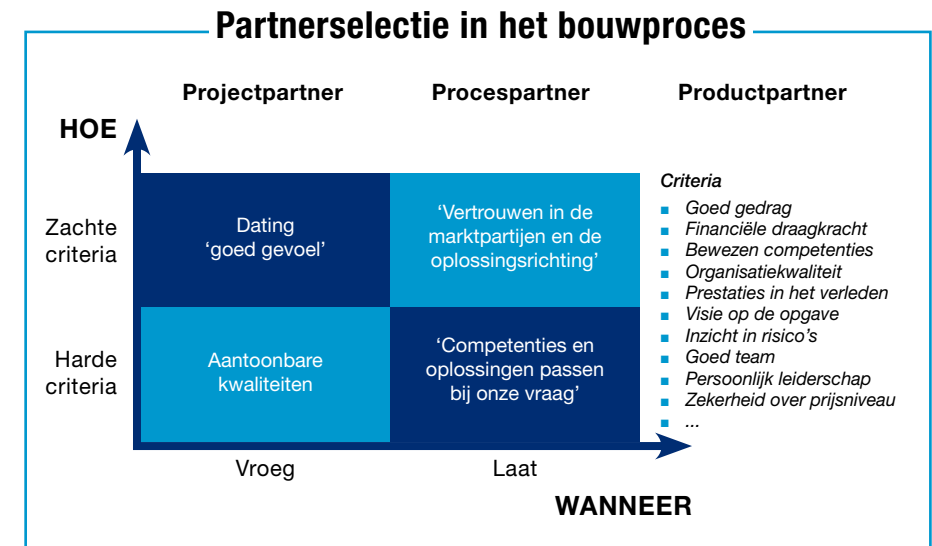 Partnerselectie in het bouwproces
Projectpartner
Procespartner
Productpartner
HOE
Zachte
criteria
Dating
‘goed gevoel’
‘Vertrouwen in de
marktpartijen en de
oplossingsrichting’
Harde
criteria
Aantoonbare
kwaliteiten
‘Competenties en
oplossingen passen
bij onze vraag’
Criteria
■ Goed gedrag
■ Financiële draagkracht
■ Bewezen competenties
■ Organisatiekwaliteit
■ Prestaties in het verleden
■ Visie op de opgave
■ Inzicht in risico’s
■ Goed team
■ Persoonlijk leiderschap
■ Zekerheid over prijsniveau
■ ...
Vroeg
Laat
WANNEER